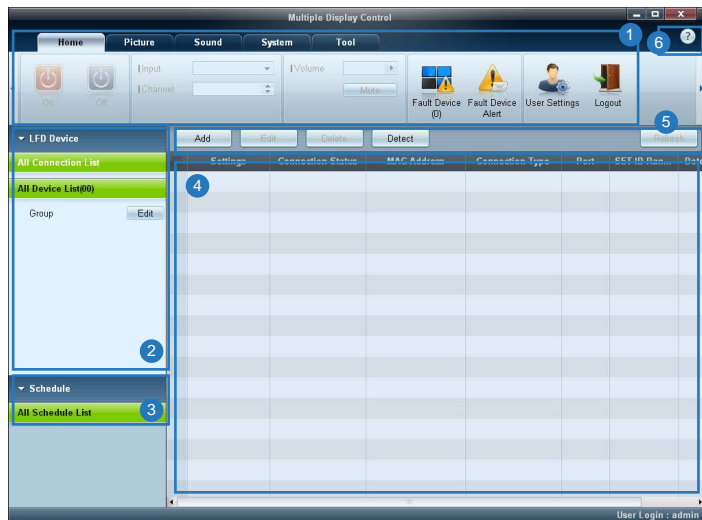 Multiple Display Control
Home Picture Sound System Tool
1
6
?
On Off
Input
Channel
Volume
Mute
Fault Device (0)
Fault Device Alert
User Settings
Logout
5
LFD Device
Add Edit Delete Detect Refresh
All Connection List
Settings Connection Status MAC Address Connection Type Port SET ID Ran... Dete
4
All Device List(00)
Group Edit
2
Schedule
All Schedule List
3
User Login : admin